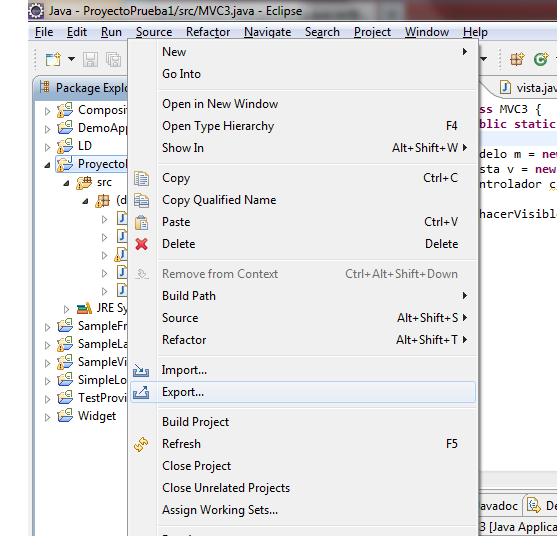 Java - ProyectoPrueba1/src/MVC3.java - Eclipse
File Edit Run Source Refactor Navigate Search Project Window Help
Package Explo
vista.jav
Composit
DemoApp
LD
ProyectoP
src
(d
JRE Sy
SampleFr
SampleLa
SampleVi
SimpleLo
TestProvi
Widget
New
Go Into
Open in New Window
Open Type Hierarchy F4
Show In Alt+Shift+W
Copy Ctrl+C
Copy Qualified Name
Paste Ctrl+V
Delete Delete
Remove from Context Ctrl+Alt+Shift+Down
Build Path
Source Alt+Shift+S
Refactor Alt+Shift+T
Import...
Export...
Build Project
Refresh F5
Close Project
Close Unrelated Projects
Assign Working Sets...
ss MVC3 {
blic static
delo m = new
sta v = new
ntrolador c
hacerVisible
avadoc De
3 [Java Applica